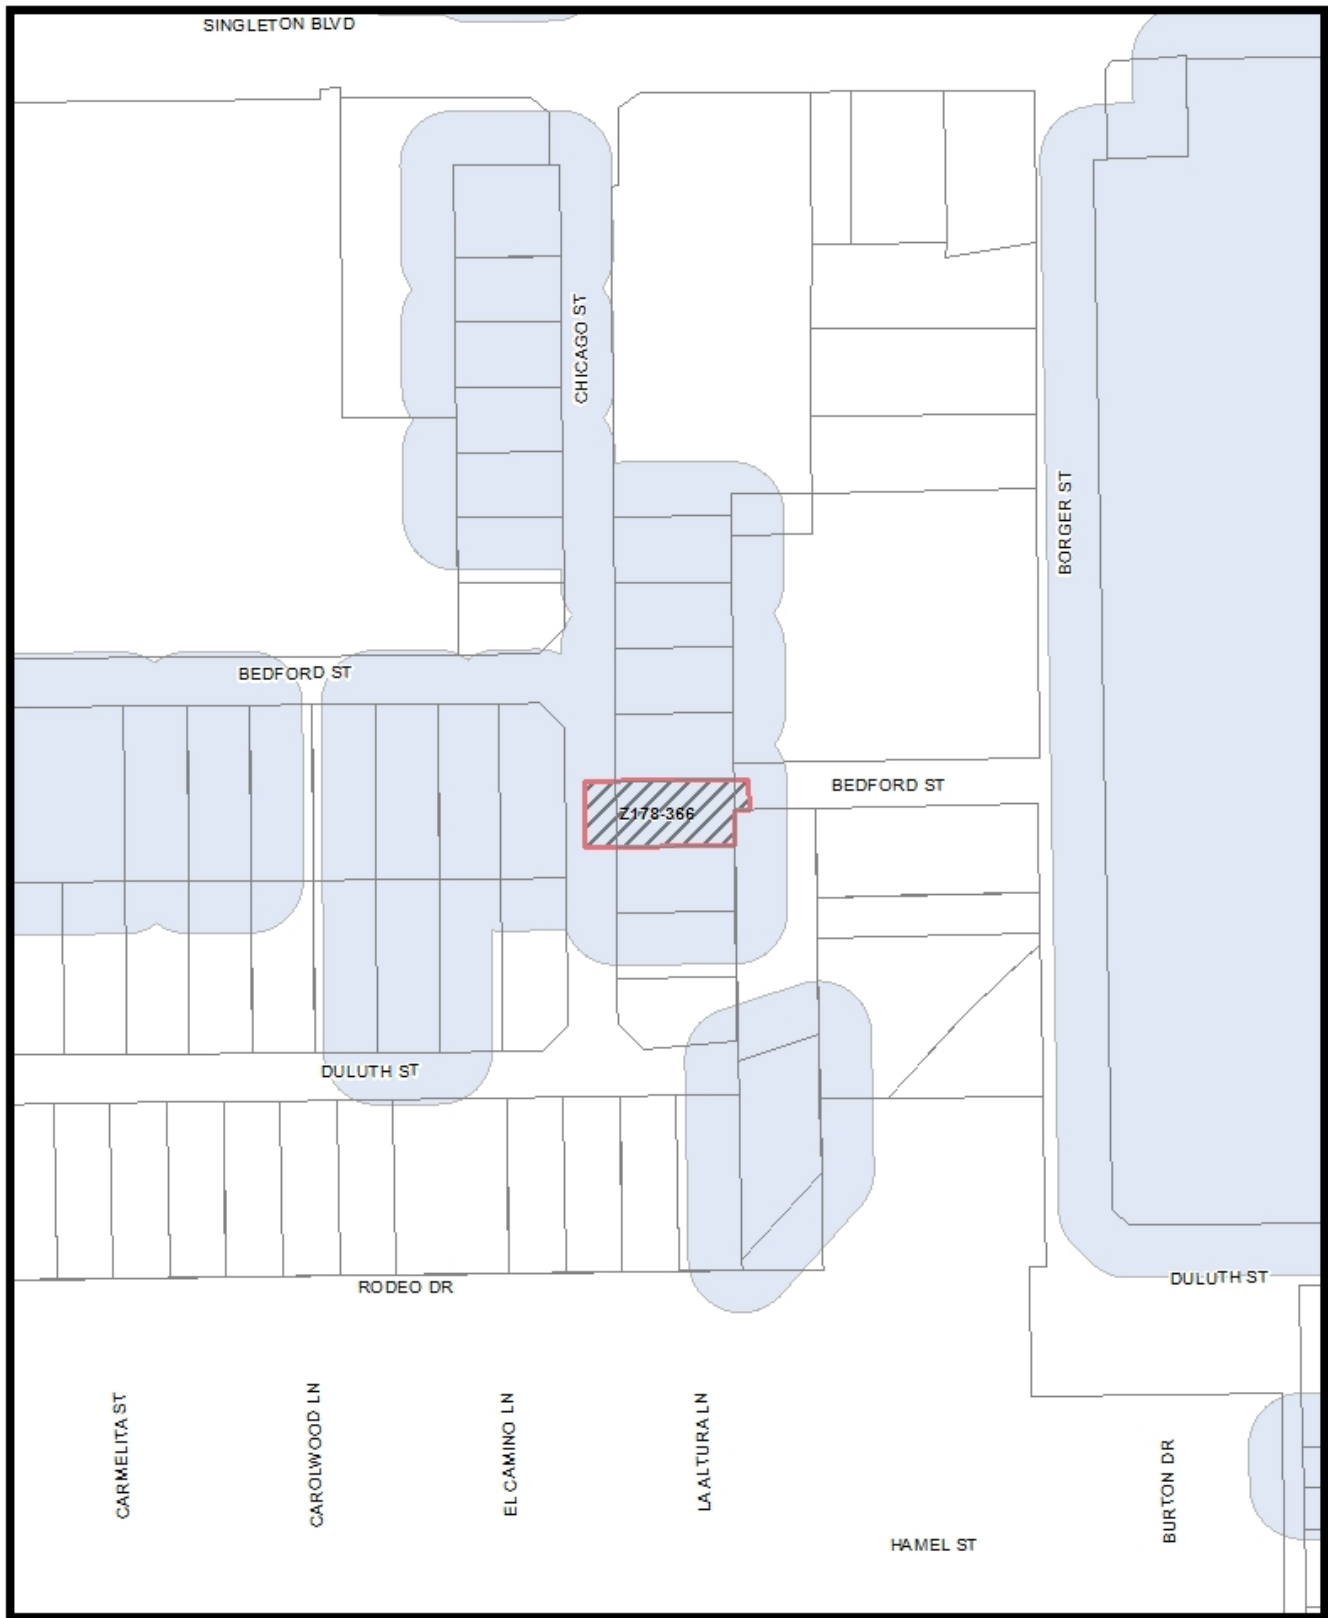 SINGLETON BLVD
CHICAGO ST
BORGER ST
BEDFORD ST
BEDFORD ST
Z178-366
DULUTH ST
RODEO DR
DULUTH ST
CARMELITA ST
CAROLWOOD LN
EL CAMINO LN
LA ALTURA LN
BURTON DR
HAMEL ST